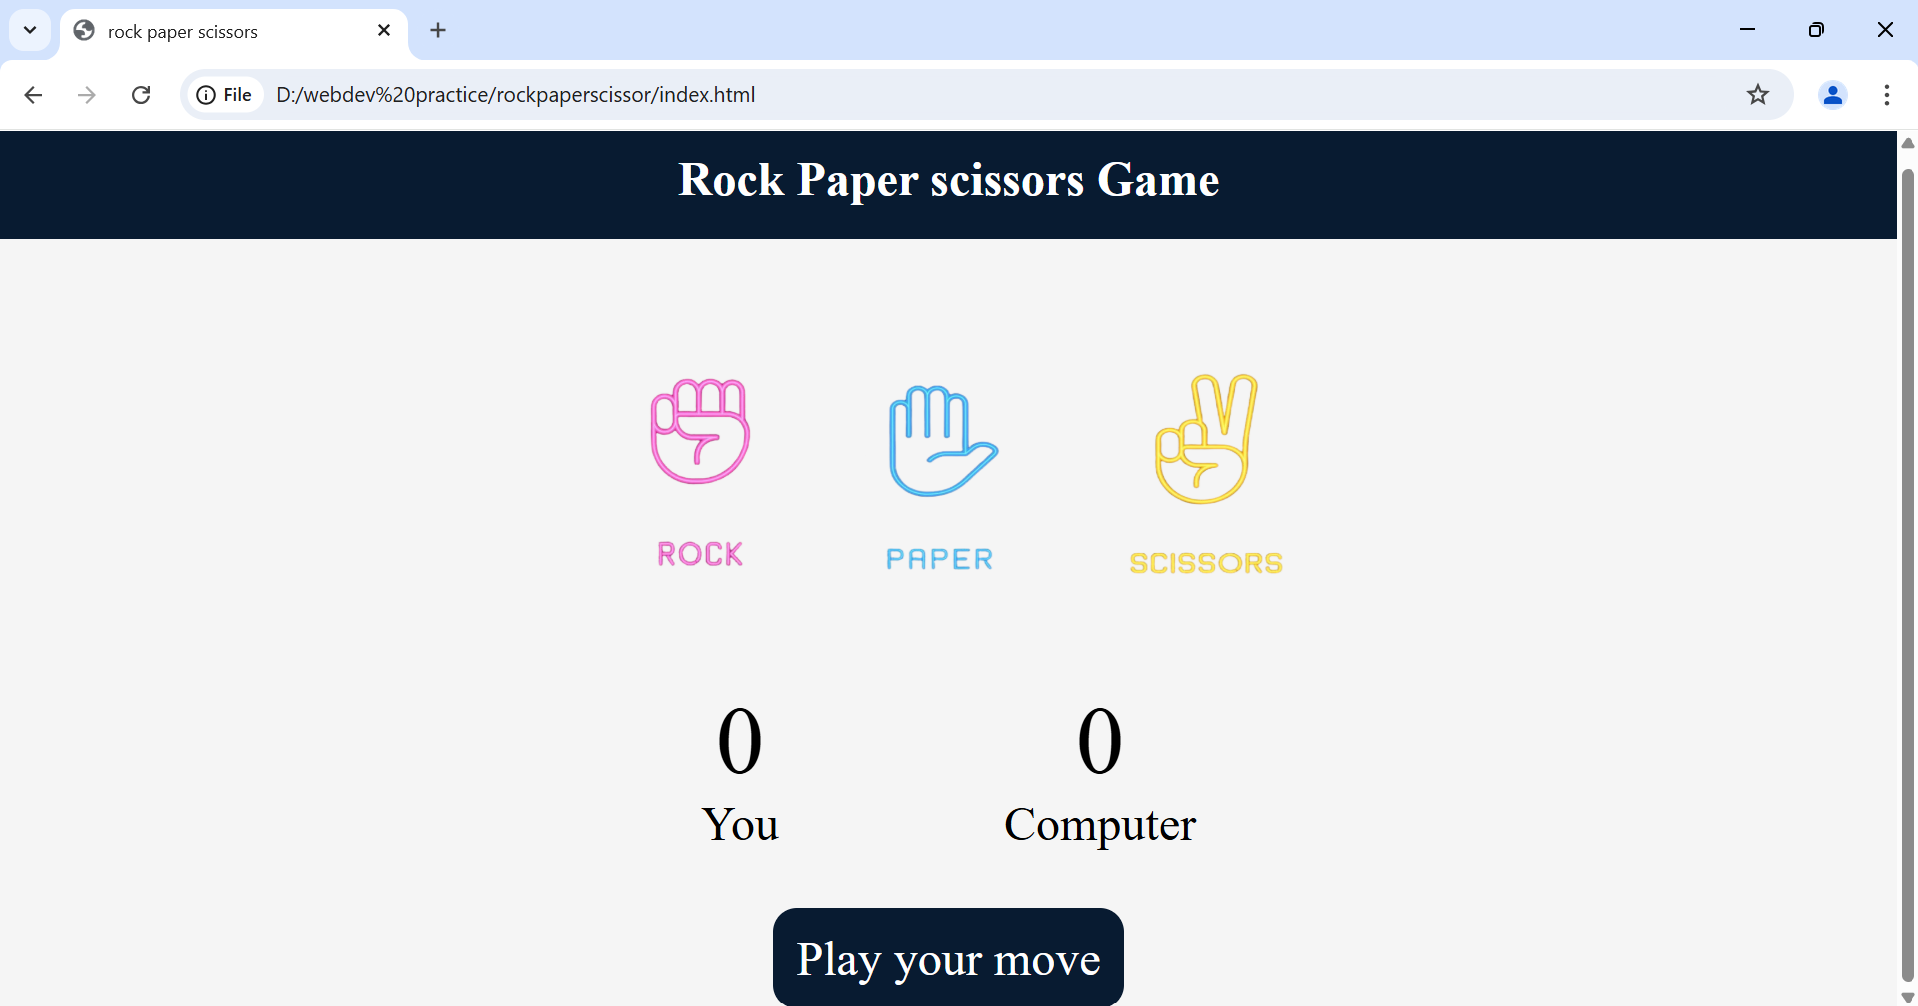 rock paper scissors
File D:/webdev%20practice/rockpaperscissor/index.html
Rock Paper scissors Game
ROCK PAPER SCISSORS
0 0
You Computer
Play your move